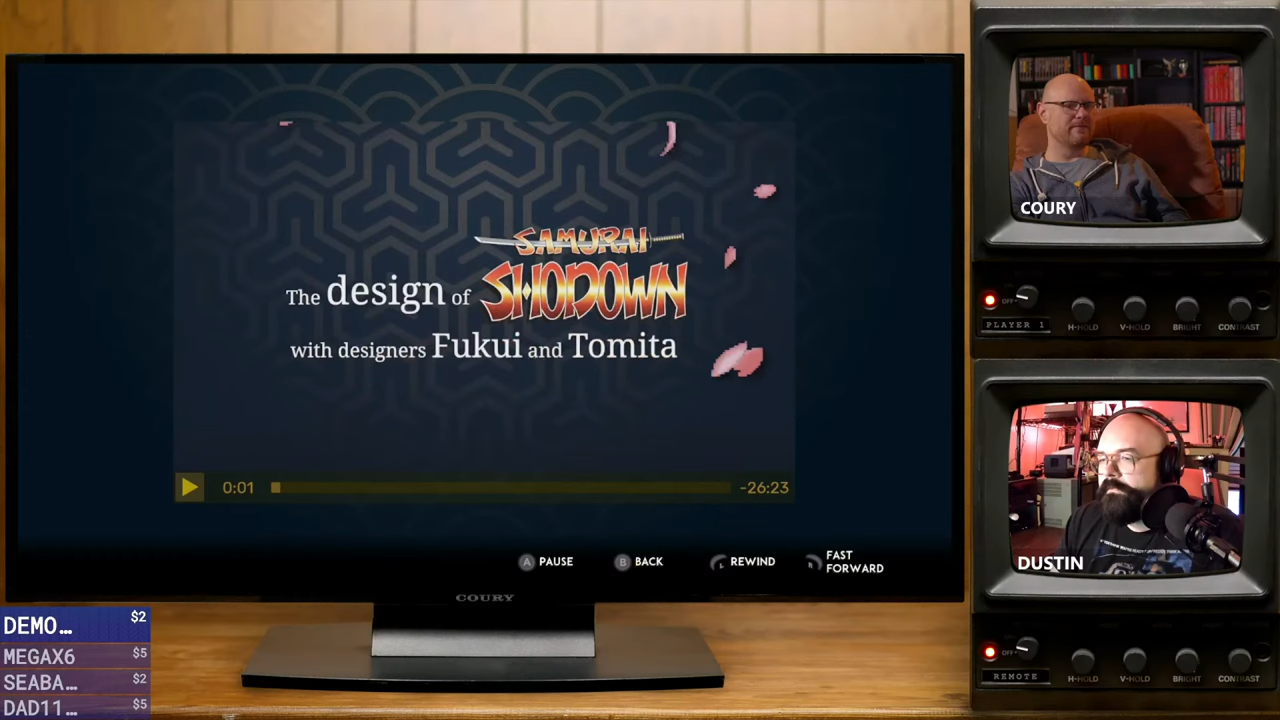 The design of SAMURAI SHODOWN
with designers Fukui and Tomita
0:01
-26:23
A PAUSE
B BACK
L REWIND
R FAST FORWARD
COURY
DEMO… $2
MEGAX6 $5
SEABA… $2
DAD11… $5
COURY
OFF
PLAYER 1
H-HOLD
V-HOLD
BRIGHT
CONTRAST
DUSTIN
OFF
REMOTE
H-HOLD
V-HOLD
BRIGHT
CONTRAST